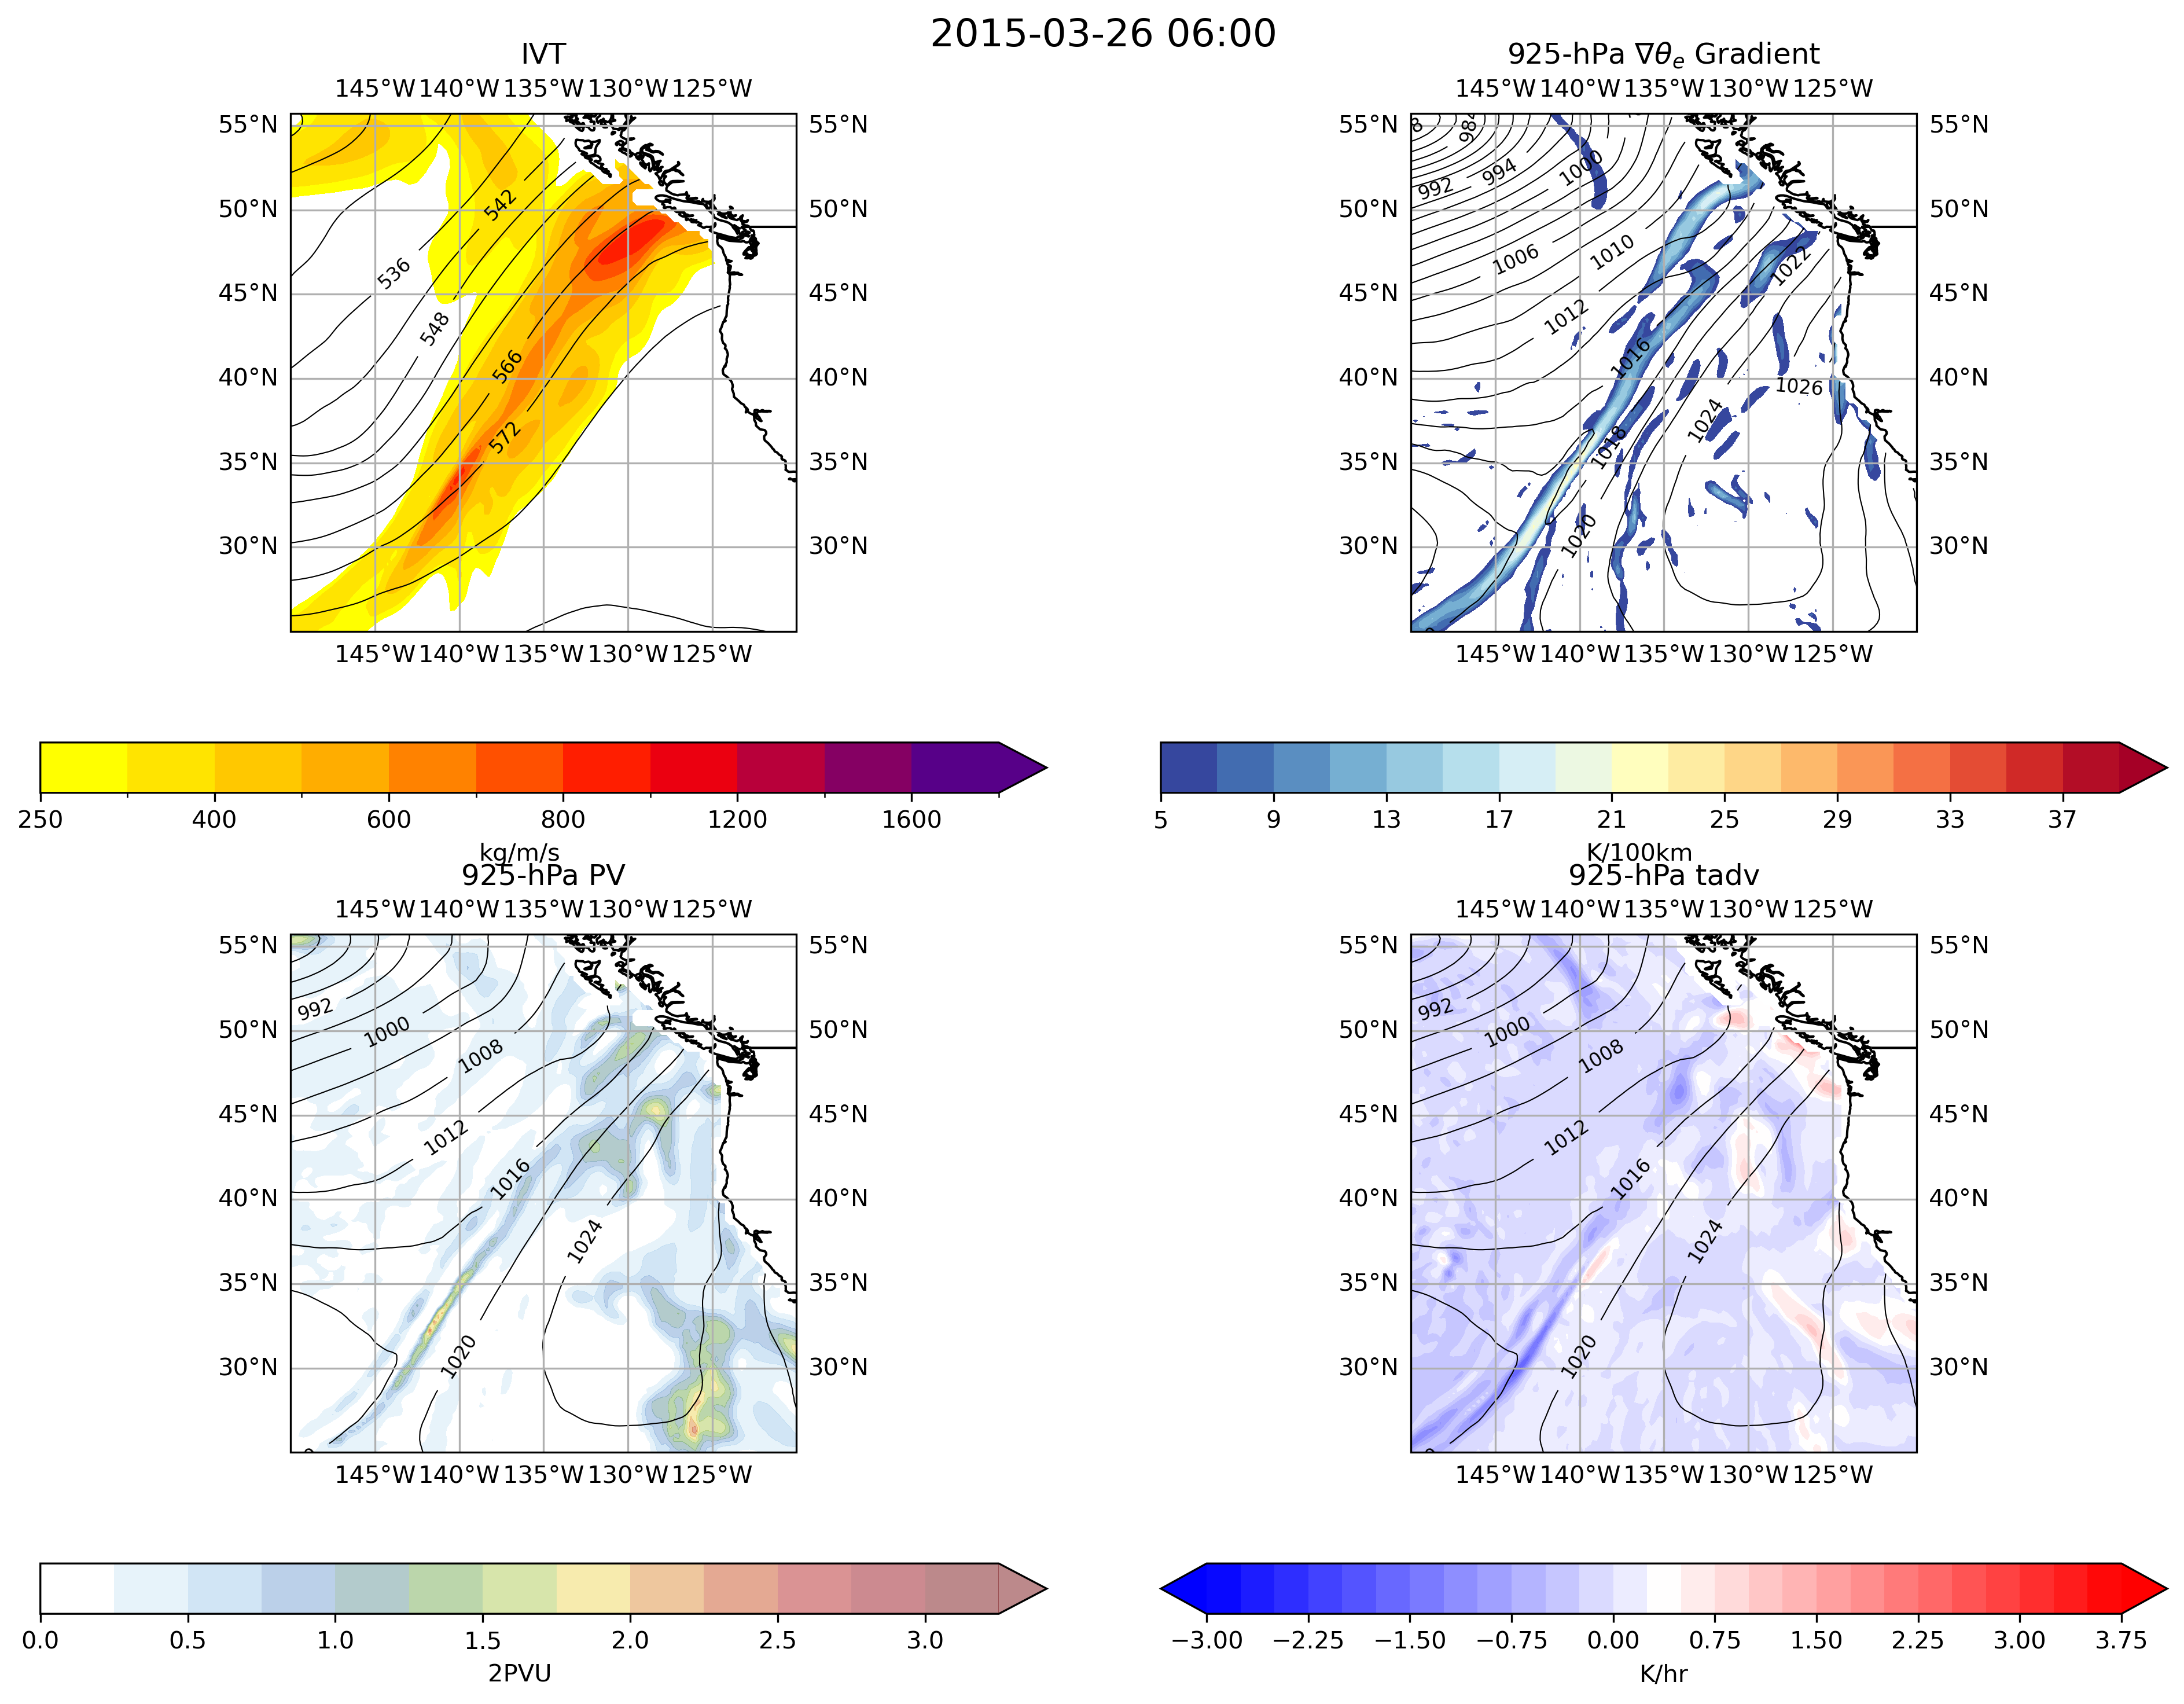 2015-03-26 06:00
IVT
145°W 140°W 135°W 130°W 125°W
55°N 55°N
50°N 50°N
45°N 45°N
40°N 40°N
35°N 35°N
30°N 30°N
542
536
548
566
572
145°W 140°W 135°W 130°W 125°W
250 400 600 800 1200 1600
kg/m/s
925-hPa ∇θe Gradient
145°W 140°W 135°W 130°W 125°W
55°N 55°N
50°N 50°N
45°N 45°N
40°N 40°N
35°N 35°N
30°N 30°N
984
992
994
1000
1006
1010
1012
1022
1016
1026
1024
1018
1020
145°W 140°W 135°W 130°W 125°W
5 9 13 17 21 25 29 33 37
K/100km
925-hPa PV
145°W 140°W 135°W 130°W 125°W
55°N 55°N
50°N 50°N
45°N 45°N
40°N 40°N
35°N 35°N
30°N 30°N
992
1000
1008
1012
1016
1024
1020
145°W 140°W 135°W 130°W 125°W
0.0 0.5 1.0 1.5 2.0 2.5 3.0
2PVU
925-hPa tadv
145°W 140°W 135°W 130°W 125°W
55°N 55°N
50°N 50°N
45°N 45°N
40°N 40°N
35°N 35°N
30°N 30°N
992
1000
1008
1012
1016
1024
1020
145°W 140°W 135°W 130°W 125°W
−3.00 −2.25 −1.50 −0.75 0.00 0.75 1.50 2.25 3.00 3.75
K/hr